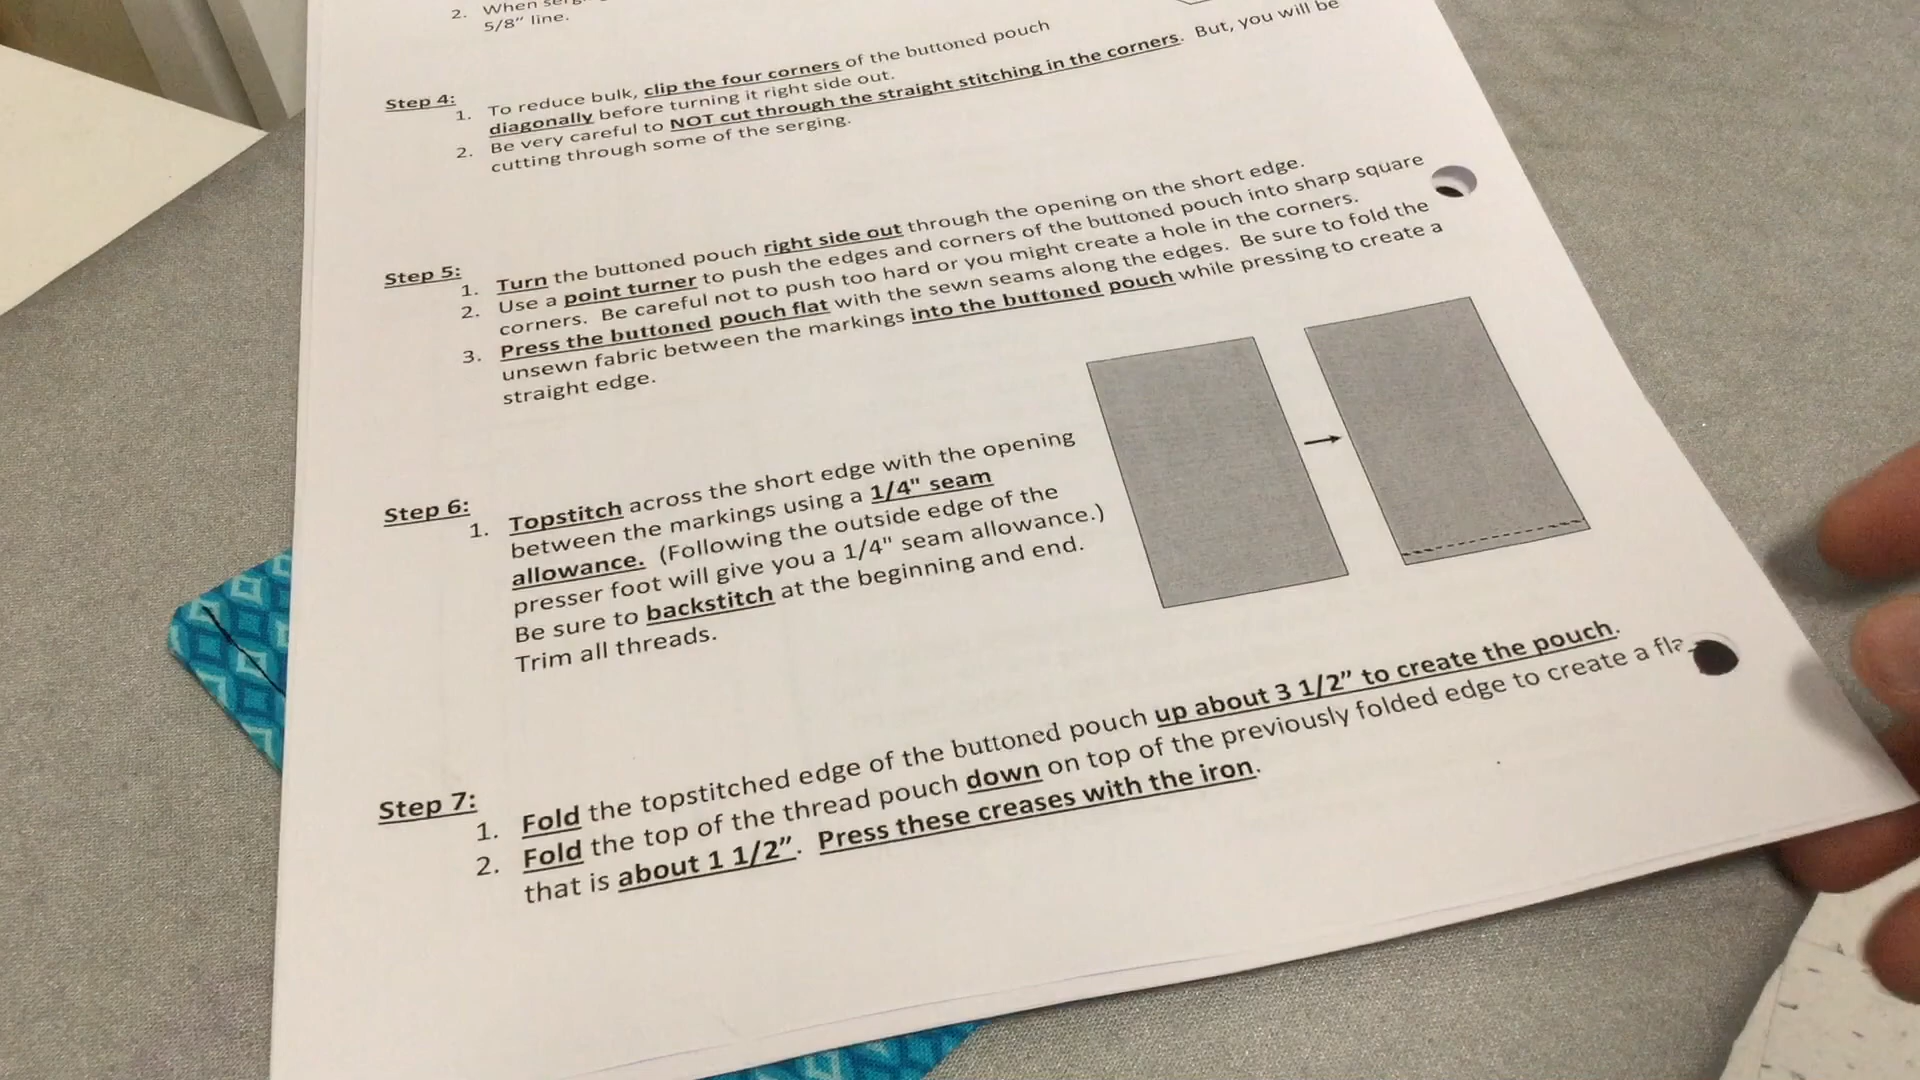 2. When
5/8" line.
Step 4:
1. To reduce bulk, clip the four corners of the buttoned pouch
diagonally before turning it right side out.
2. Be very careful to NOT cut through the straight stitching in the corners. But, you will be
cutting through some of the serging.
Step 5:
1. Turn the buttoned pouch right side out through the opening on the short edge.
2. Use a point turner to push the edges and corners of the buttoned pouch into sharp square
corners. Be careful not to push too hard or you might create a hole in the corners.
3. Press the buttoned pouch flat with the sewn seams along the edges. Be sure to fold the
unsewn fabric between the markings into the buttoned pouch while pressing to create a
straight edge.
Step 6:
1. Topstitch across the short edge with the opening
between the markings using a 1/4" seam
allowance. (Following the outside edge of the
presser foot will give you a 1/4" seam allowance.)
Be sure to backstitch at the beginning and end.
Trim all threads.
Step 7:
1. Fold the topstitched edge of the buttoned pouch up about 3 1/2" to create the pouch.
2. Fold the top of the thread pouch down on top of the previously folded edge to create a
that is about 1 1/2". Press these creases with the iron.